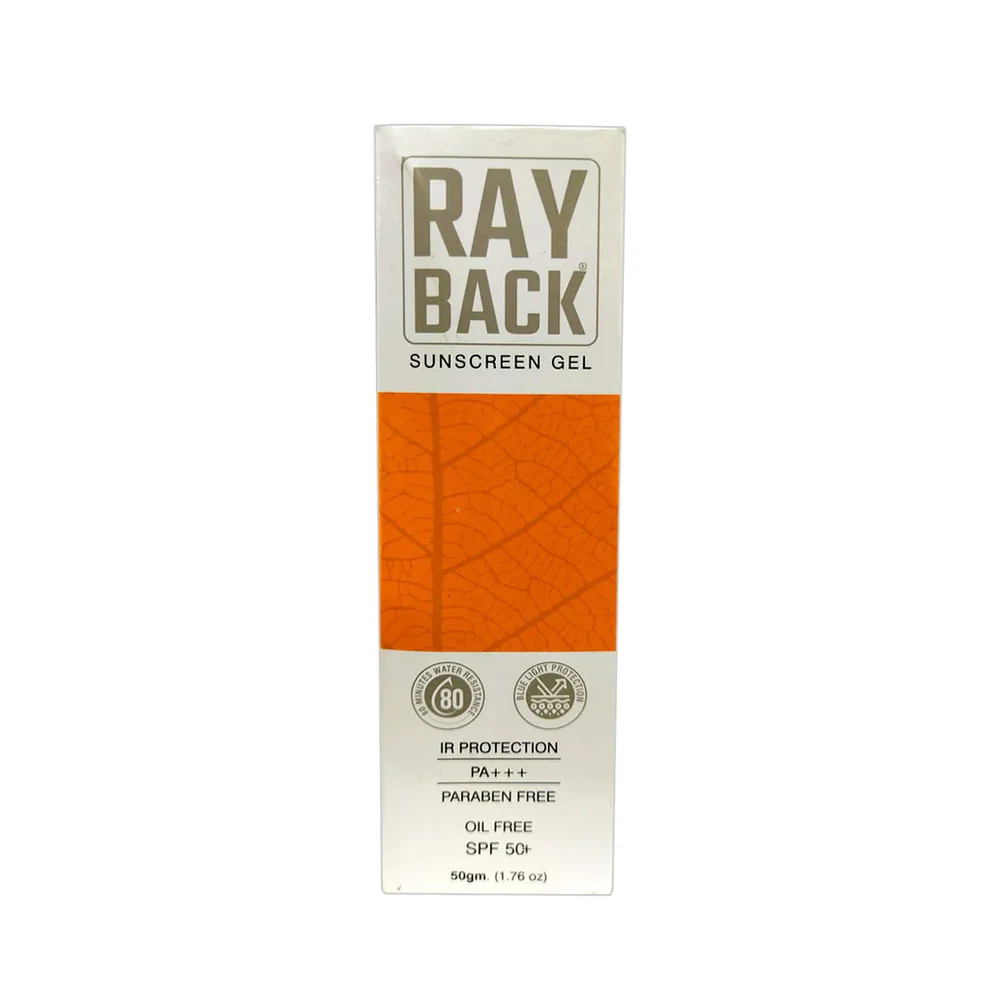 RAY
BACK®
SUNSCREEN GEL
80 MINUTES WATER RESISTANCE
80
BLUE LIGHT PROTECTION
IR PROTECTION
PA+++
PARABEN FREE
OIL FREE
SPF 50+
50gm. (1.76 oz)